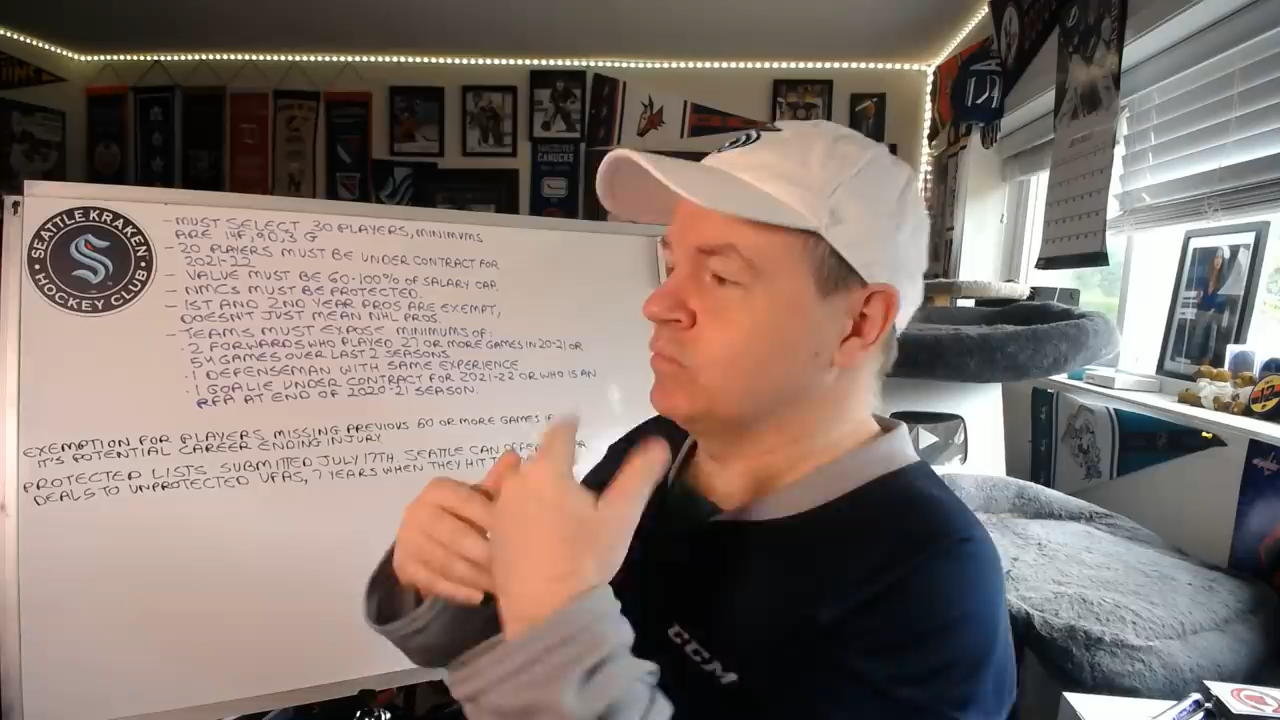 SEATTLE KRAKEN
HOCKEY CLUB
- MUST SELECT 30 PLAYERS, MINIMUMS
ARE 14F, 9D, 3 G
- 20 PLAYERS MUST BE UNDER CONTRACT FOR
2021-22
- VALUE MUST BE 60-100% OF SALARY CAP.
- NMCS MUST BE PROTECTED.
- 1ST AND 2ND YEAR PROS ARE EXEMPT,
DOESN'T JUST MEAN NHL PROS.
- TEAMS MUST EXPOSE MINIMUMS OF:
· 2 FORWARDS WHO PLAYED 27 OR MORE GAMES IN 20-21 OR
54 GAMES OVER LAST 2 SEASONS
· 1 DEFENSEMAN WITH SAME EXPERIENCE
· 1 GOALIE UNDER CONTRACT FOR 2021-22 OR WHO IS AN
RFA AT END OF 2020-21 SEASON.
EXEMPTION FOR PLAYERS MISSING PREVIOUS 60 OR MORE GAMES IF
IT'S POTENTIAL CAREER ENDING INJURY
PROTECTED LISTS SUBMITTED JULY 17TH. SEATTLE CAN OFFER
DEALS TO UNPROTECTED UFAS, 7 YEARS WHEN THEY HIT
VANCOUVER
CANUCKS
CCM